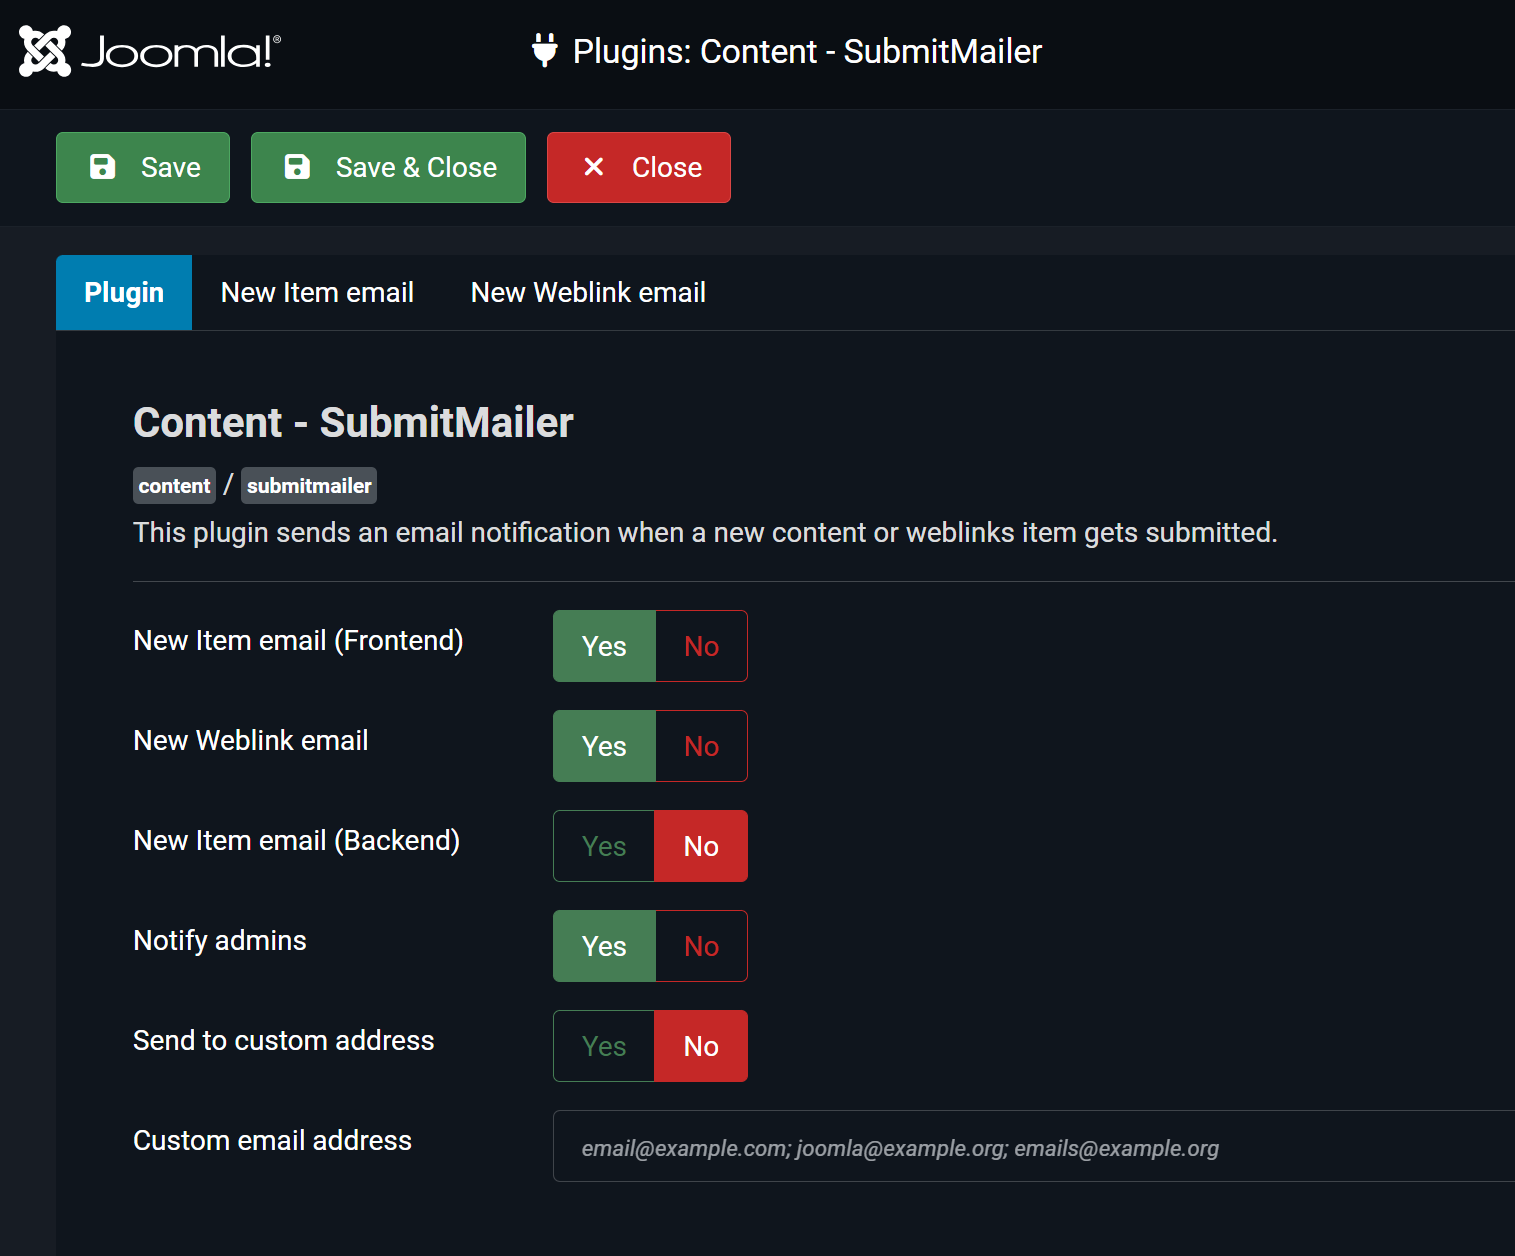 Joomla!®
Plugins: Content - SubmitMailer
Save
Save & Close
Close
Plugin
New Item email
New Weblink email
Content - SubmitMailer
content / submitmailer
This plugin sends an email notification when a new content or weblinks item gets submitted.
New Item email (Frontend)
Yes No
New Weblink email
Yes No
New Item email (Backend)
Yes No
Notify admins
Yes No
Send to custom address
Yes No
Custom email address
email@example.com; joomla@example.org; emails@example.org